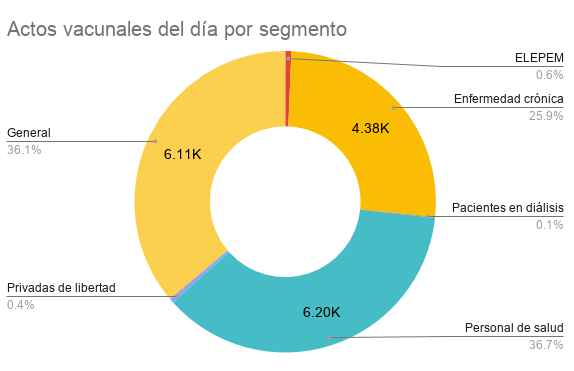 Actos vacunales del día por segmento
ELEPEM
0.6%
Enfermedad crónica
25.9%
4.38K
General
36.1%
6.11K
Pacientes en diálisis
0.1%
Privadas de libertad
0.4%
6.20K
Personal de salud
36.7%